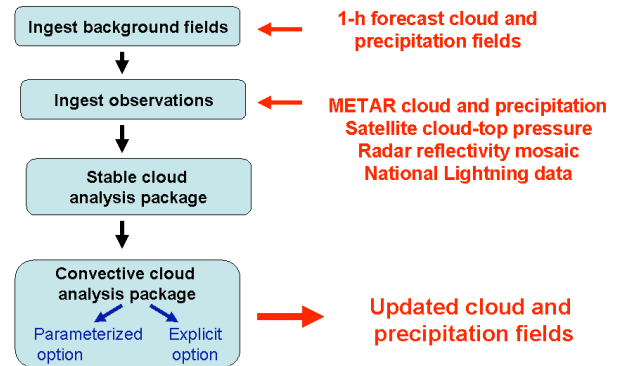 Ingest background fields
1-h forecast cloud and
precipitation fields
Ingest observations
METAR cloud and precipitation
Satellite cloud-top pressure
Radar reflectivity mosaic
National Lightning data
Stable cloud
analysis package
Convective cloud
analysis package
Parameterized
option
Explicit
option
Updated cloud and
precipitation fields